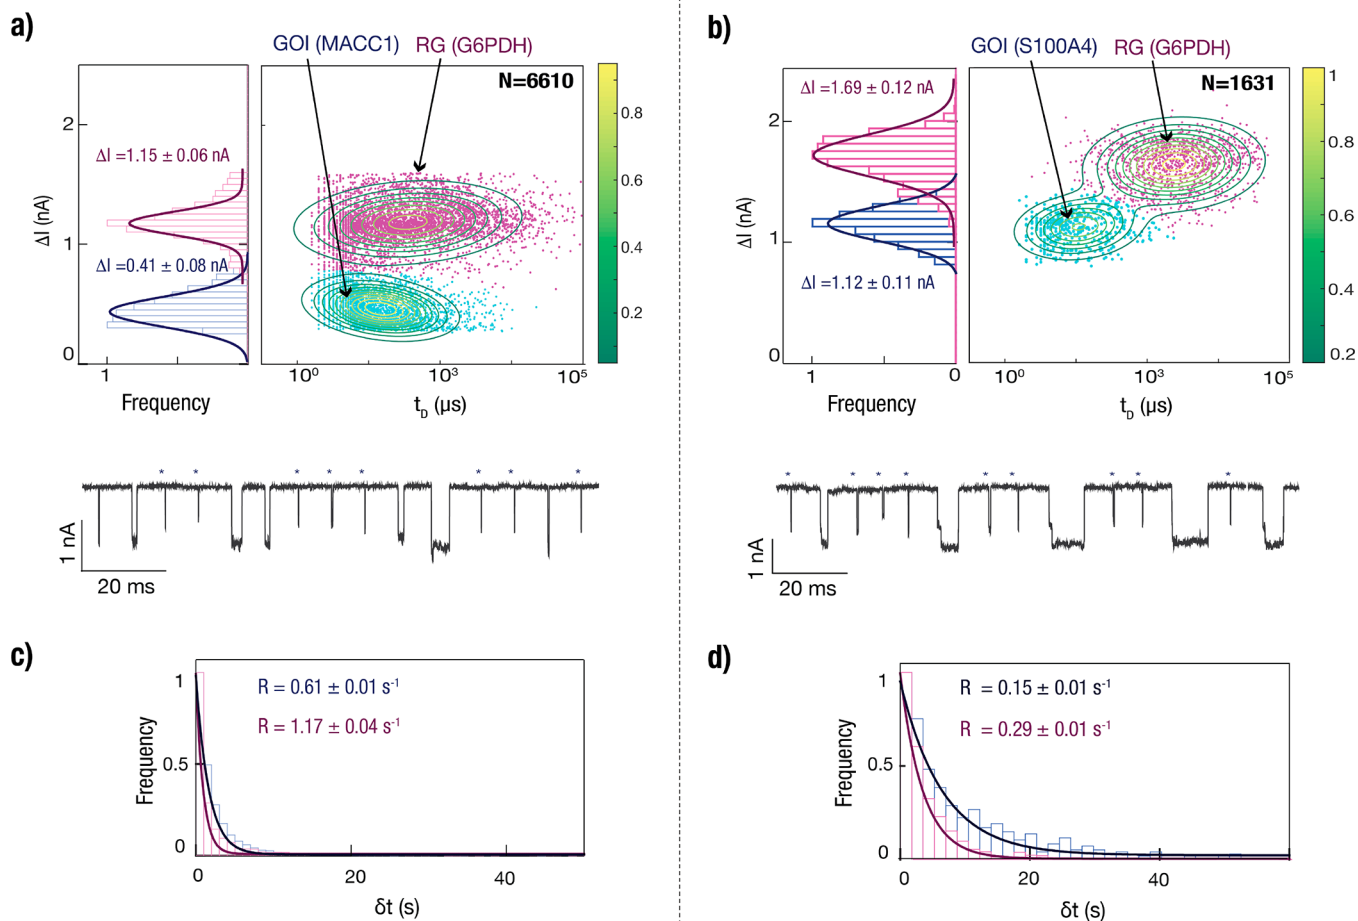 a)
GOI (MACC1) RG (G6PDH)
N=6610
ΔI =1.15 ± 0.06 nA
ΔI =0.41 ± 0.08 nA
ΔI (nA)
2
1
0
1
Frequency
10⁰
10³
10⁵
t_D (µs)
0.8
0.6
0.4
0.2
* * * * * * * *
1 nA
20 ms
b)
GOI (S100A4) RG (G6PDH)
N=1631
ΔI =1.69 ± 0.12 nA
ΔI =1.12 ± 0.11 nA
ΔI (nA)
2
1
0
1 0
Frequency
10⁰
10³
10⁵
t_D (µs)
1
0.8
0.6
0.4
0.2
* * * * * * * * *
1 nA
20 ms
c)
R = 0.61 ± 0.01 s⁻¹
R = 1.17 ± 0.04 s⁻¹
Frequency
1
0.5
0
0 20 40
δt (s)
d)
R = 0.15 ± 0.01 s⁻¹
R = 0.29 ± 0.01 s⁻¹
Frequency
1
0.5
0
0 20 40
δt (s)